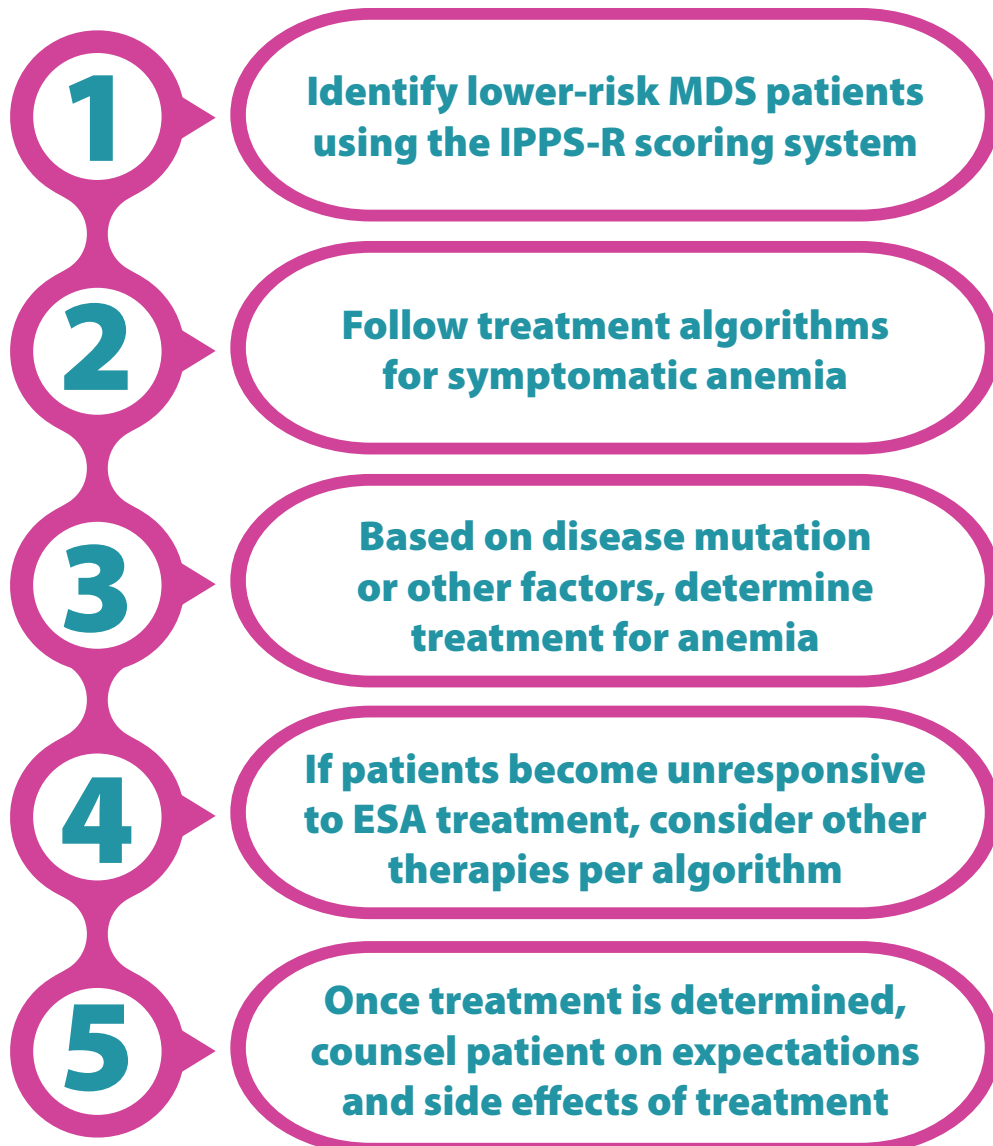 1
Identify lower-risk MDS patients
using the IPPS-R scoring system
2
Follow treatment algorithms
for symptomatic anemia
3
Based on disease mutation
or other factors, determine
treatment for anemia
4
If patients become unresponsive
to ESA treatment, consider other
therapies per algorithm
5
Once treatment is determined,
counsel patient on expectations
and side effects of treatment